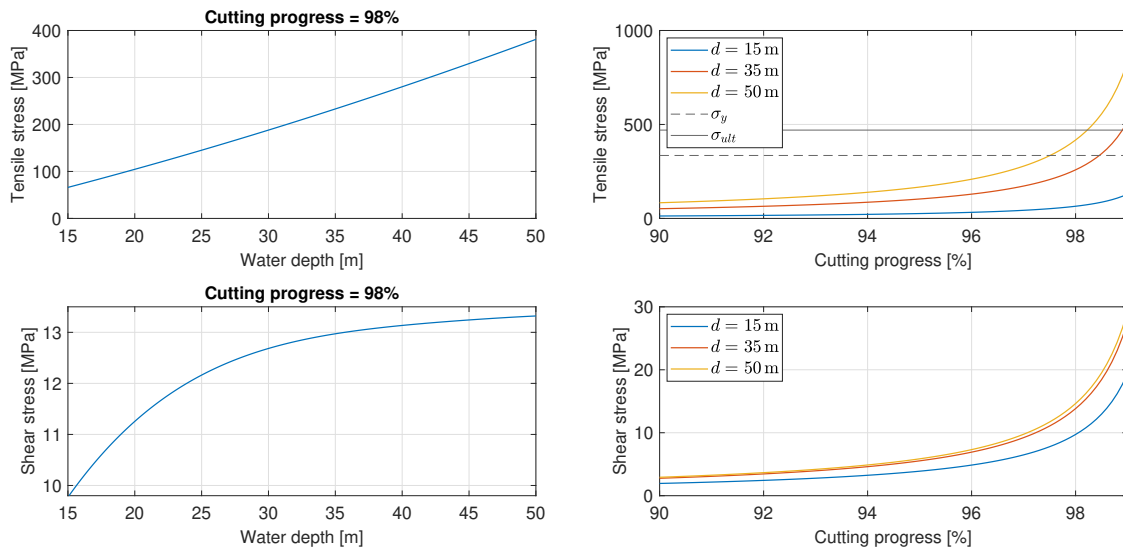 Cutting progress = 98%
400
300
200
100
0
Tensile stress [MPa]
15 20 25 30 35 40 45 50
Water depth [m]
1000
500
0
Tensile stress [MPa]
d = 15 m
d = 35 m
d = 50 m
σ_y
σ_ult
90 92 94 96 98
Cutting progress [%]
Cutting progress = 98%
13
12
11
10
Shear stress [MPa]
15 20 25 30 35 40 45 50
Water depth [m]
30
20
10
0
Shear stress [MPa]
d = 15 m
d = 35 m
d = 50 m
90 92 94 96 98
Cutting progress [%]